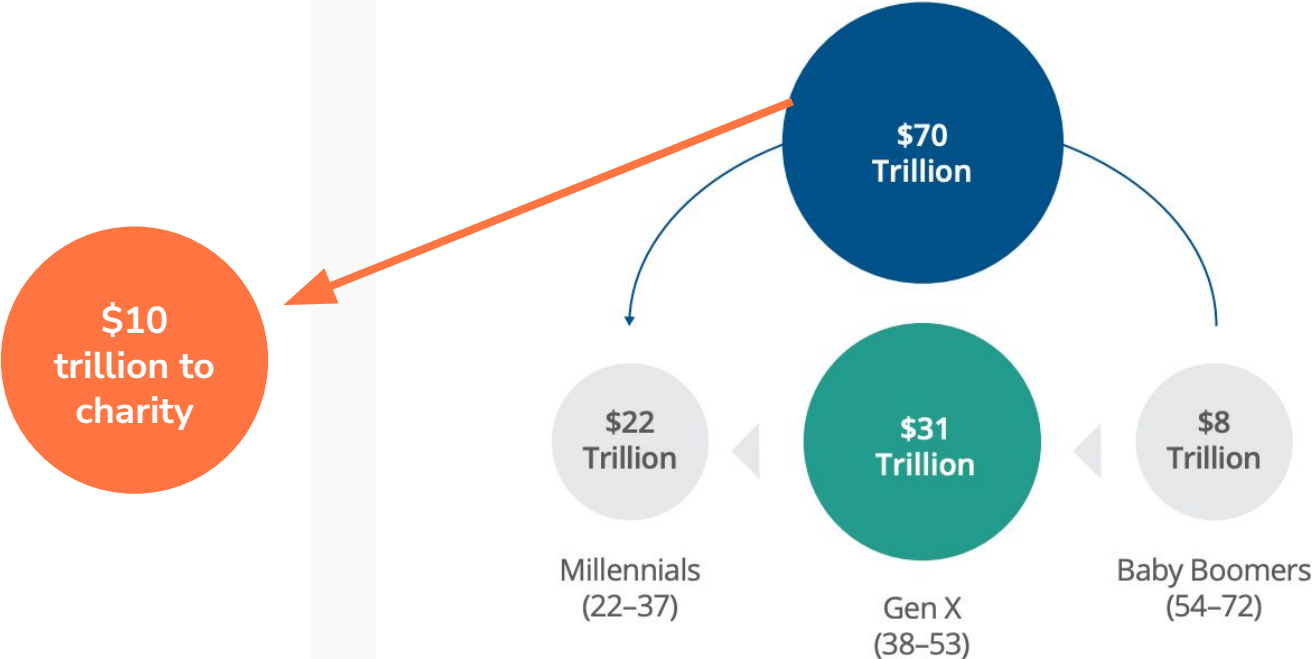 $70
Trillion
$10
trillion to
charity
$22
Trillion
$31
Trillion
$8
Trillion
Millennials
(22–37)
Gen X
(38–53)
Baby Boomers
(54–72)